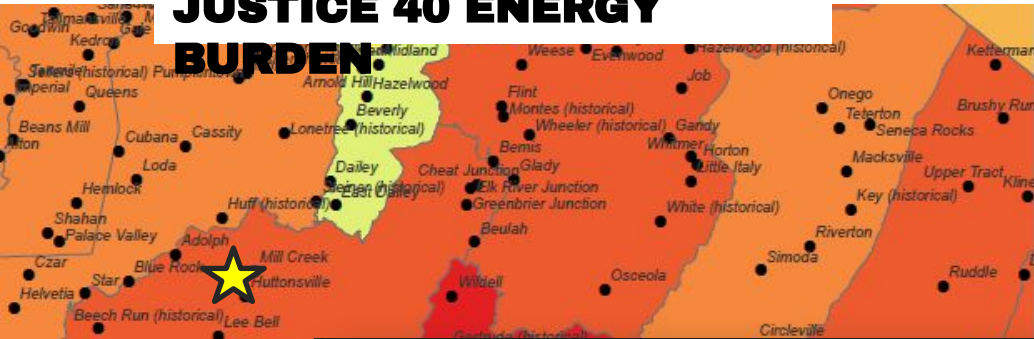 JUSTICE 40 ENERGY
BURDEN
Goodwin
Kedron
Midland
Weese
Evenwood
Hazelwood (historical)
Ketterman
Job
Imperial
Queens
Arnold Hill
Hazelwood
Flint
Onego
Beverly
Montes (historical)
Teterton
Brushy Run
Beans Mill
Cubana
Cassity
Lonetree (historical)
Wheeler (historical)
Gandy
Seneca Rocks
Bemis
Whitmer
Horton
Macksville
Loda
Dailey
Cheat Junction
Glady
Little Italy
Upper Tract
Hemlock
East Dailey
Elk River Junction
Key (historical)
Huff (historical)
Greenbrier Junction
White (historical)
Shahan
Palace Valley
Adolph
Beulah
Riverton
Czar
Blue Rock
Mill Creek
Simoda
Star
Huttonsville
Wildell
Osceola
Ruddle
Helvetia
Beech Run (historical)
Lee Bell
Circleville